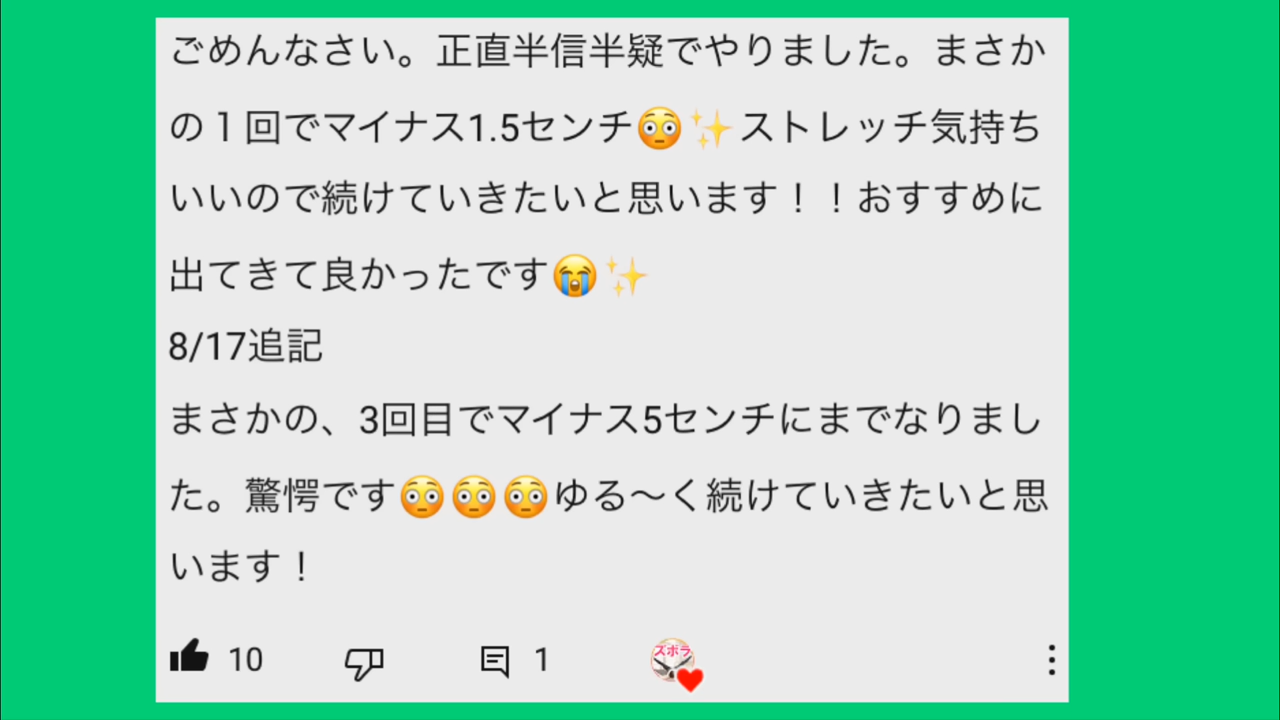 ごめんなさい。正直半信半疑でやりました。まさか
の１回でマイナス1.5センチ😳✨ストレッチ気持ち
いいので続けていきたいと思います！！おすすめに
出てきて良かったです😭✨
8/17追記
まさかの、3回目でマイナス5センチにまでなりまし
た。驚愕です😳😳😳ゆる〜く続けていきたいと思
います！
10 1 ズボラ